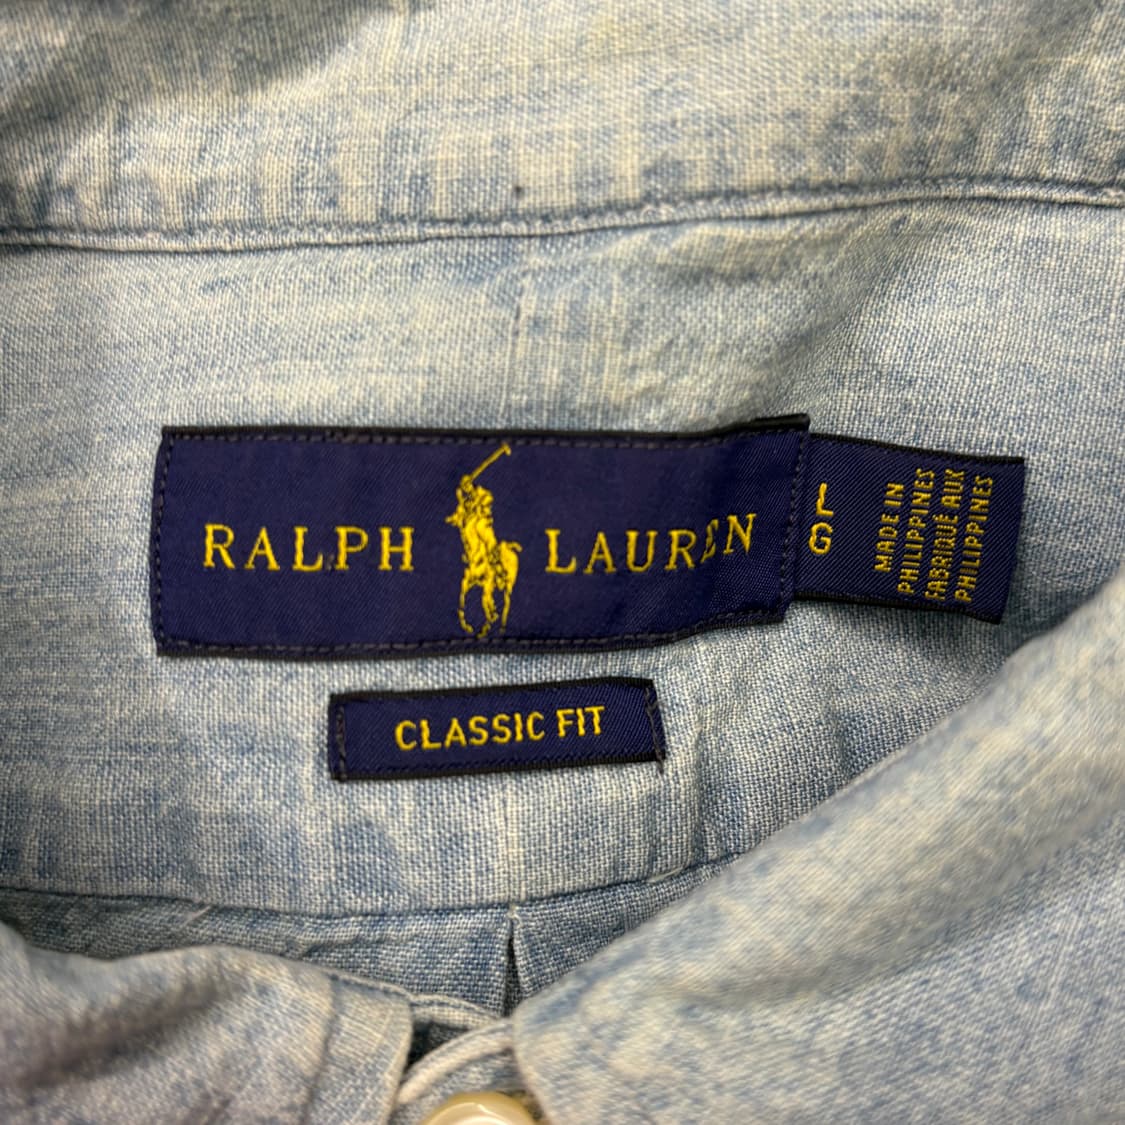 RALPH LAUREN
L
G
MADE IN
PHILIPPINES
FABRIQUÉ AUX
PHILIPPINES
CLASSIC FIT